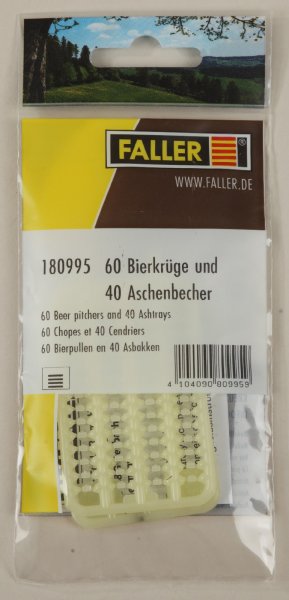 FALLER
WWW.FALLER.DE
180995 60 Bierkrüge und
40 Aschenbecher
60 Beer pitchers and 40 Ashtrays
60 Chopes et 40 Cendriers
60 Bierpullen en 40 Asbakken
4 104090 809959